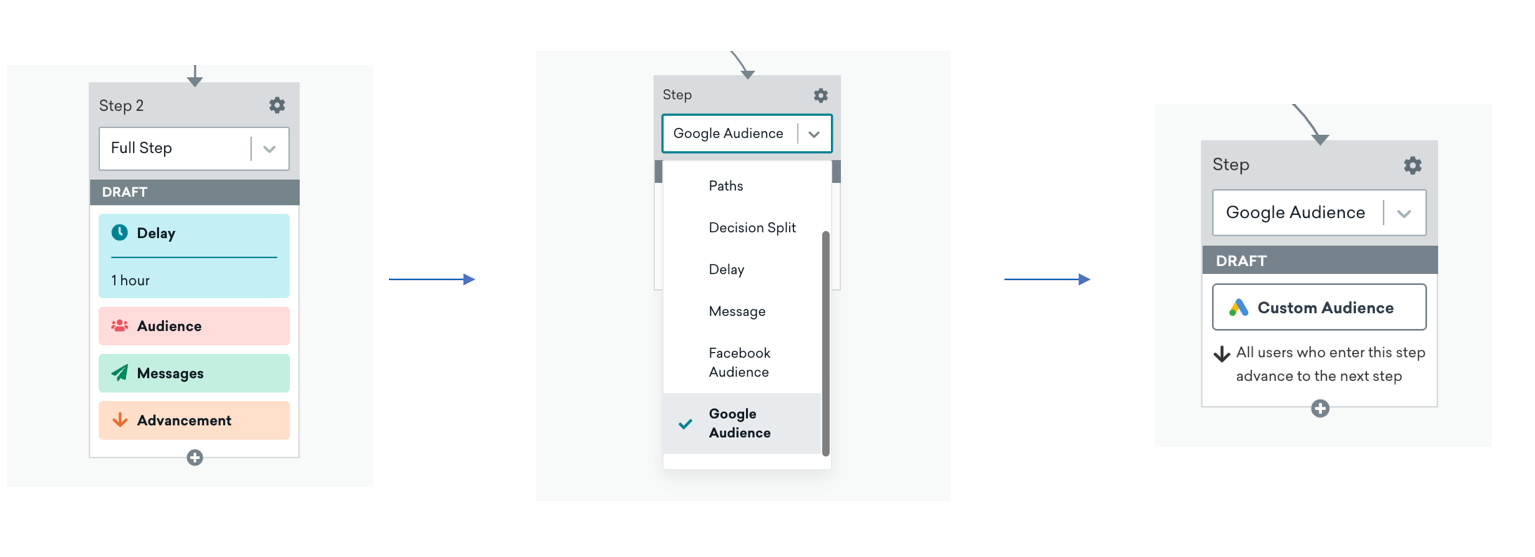 Step 2
Full Step
DRAFT
Delay
1 hour
Audience
Messages
Advancement
Step
Google Audience
Paths
Decision Split
Delay
Message
Facebook
Audience
Google
Audience
Step
Google Audience
DRAFT
Custom Audience
All users who enter this step
advance to the next step